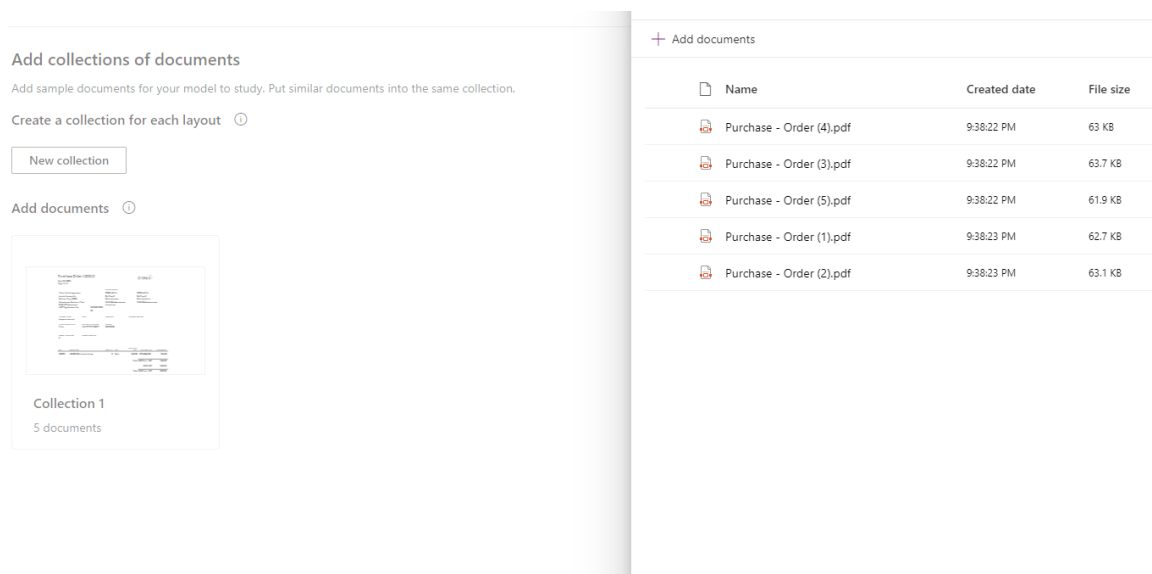 Add collections of documents
Add sample documents for your model to study. Put similar documents into the same collection.
Create a collection for each layout
New collection
Add documents
Collection 1
5 documents
Add documents
Name Created date File size
Purchase - Order (4).pdf 9:38:22 PM 63 KB
Purchase - Order (3).pdf 9:38:22 PM 63.7 KB
Purchase - Order (5).pdf 9:38:22 PM 61.9 KB
Purchase - Order (1).pdf 9:38:23 PM 62.7 KB
Purchase - Order (2).pdf 9:38:23 PM 63.1 KB